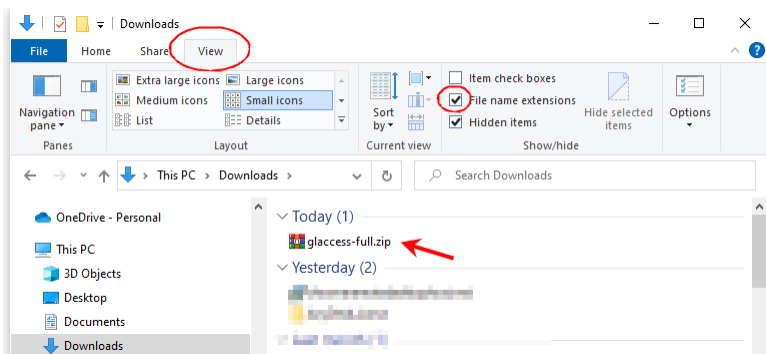 Downloads
File Home Share View
Extra large icons Large icons
Medium icons Small icons
List Details
Navigation pane
Sort by
Item check boxes
File name extensions
Hidden items
Hide selected items
Options
Panes Layout Current view Show/hide
This PC Downloads
Search Downloads
OneDrive - Personal
This PC
3D Objects
Desktop
Documents
Downloads
Today (1)
glaccess-full.zip
Yesterday (2)